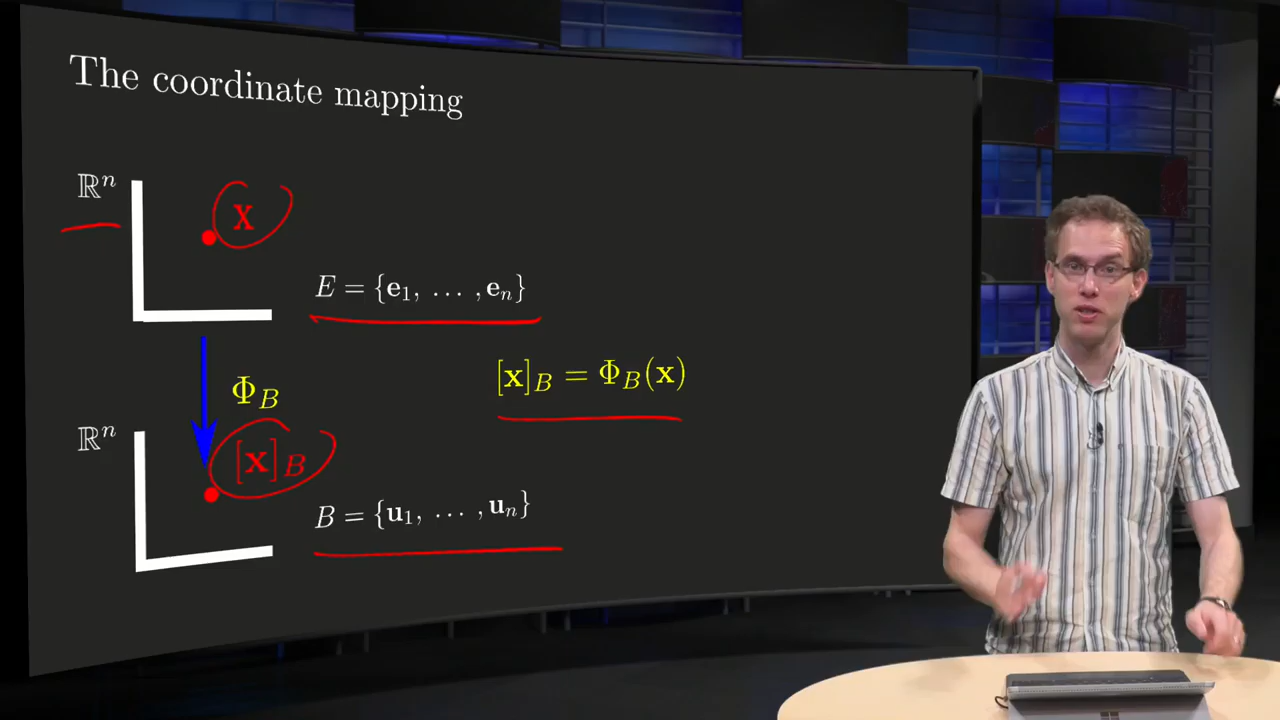 The coordinate mapping
ℝⁿ
x
E = {e₁, … , eₙ}
Φ_B
[x]_B = Φ_B(x)
ℝⁿ
[x]_B
B = {u₁, … , uₙ}